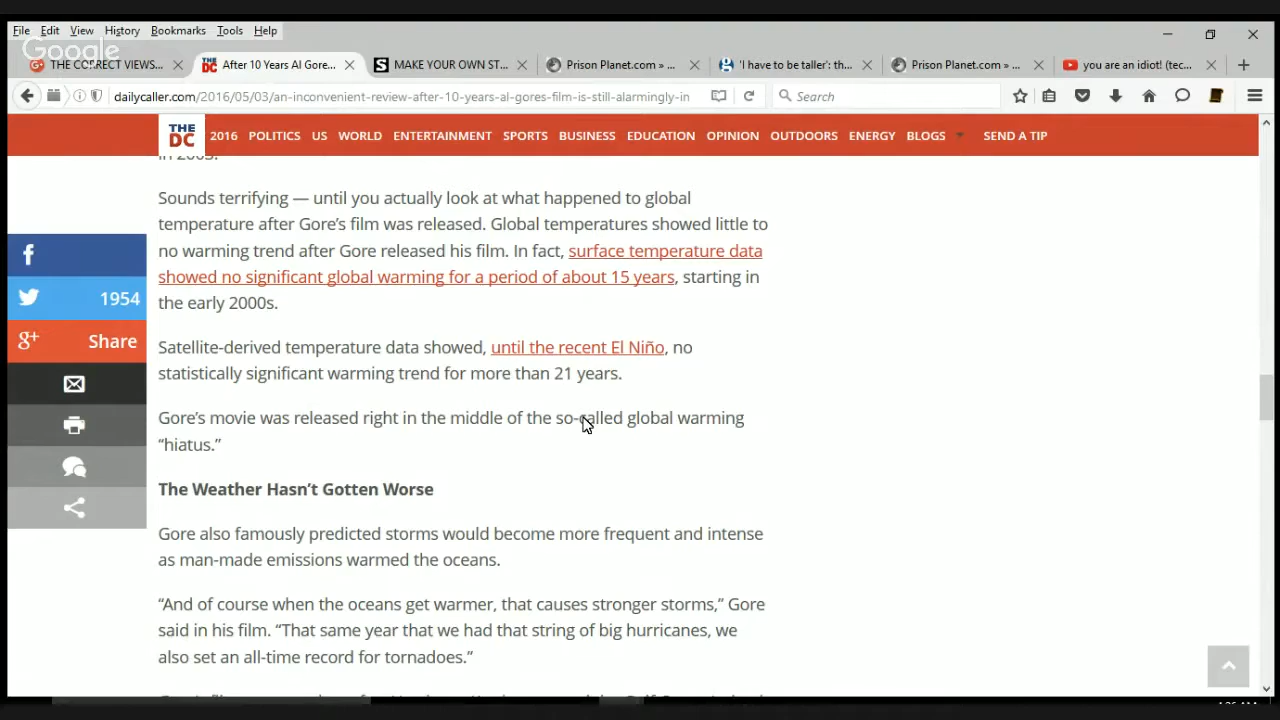 File Edit View History Bookmarks Tools Help
Google
THE CORRECT VIEWS...
THE DC After 10 Years Al Gore...
S MAKE YOUR OWN ST...
Prison Planet.com » ...
'I have to be taller': th...
Prison Planet.com » ...
you are an idiot! (tec...
dailycaller.com/2016/05/03/an-inconvenient-review-after-10-years-al-gores-film-is-still-alarmingly-in
Search
THE DC
2016 POLITICS US WORLD ENTERTAINMENT SPORTS BUSINESS EDUCATION OPINION OUTDOORS ENERGY BLOGS SEND A TIP
Sounds terrifying — until you actually look at what happened to global
temperature after Gore's film was released. Global temperatures showed little to
no warming trend after Gore released his film. In fact, surface temperature data
showed no significant global warming for a period of about 15 years, starting in
the early 2000s.
1954
g+ Share
Satellite-derived temperature data showed, until the recent El Niño, no
statistically significant warming trend for more than 21 years.
Gore's movie was released right in the middle of the so-called global warming
“hiatus.”
The Weather Hasn't Gotten Worse
Gore also famously predicted storms would become more frequent and intense
as man-made emissions warmed the oceans.
“And of course when the oceans get warmer, that causes stronger storms,” Gore
said in his film. “That same year that we had that string of big hurricanes, we
also set an all-time record for tornadoes.”